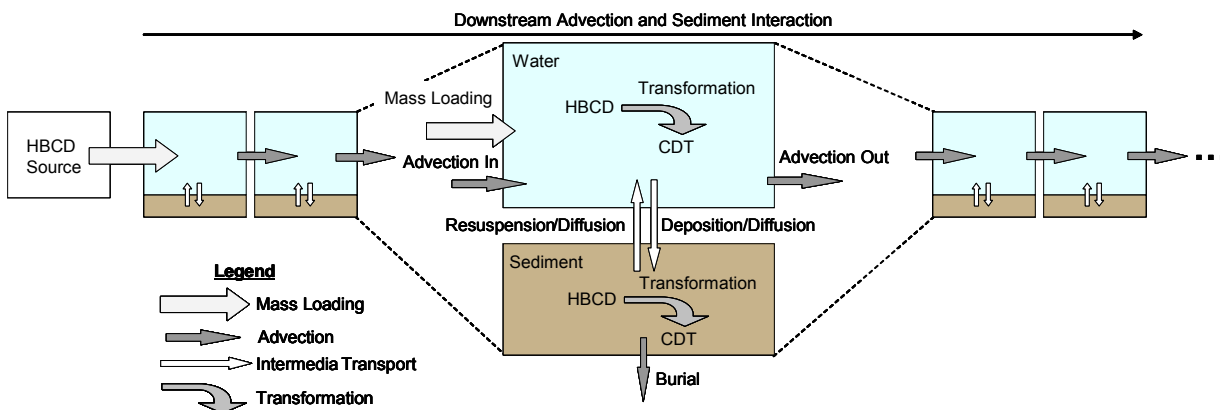 Downstream Advection and Sediment Interaction
HBCD
Source
Mass Loading
Advection In
Water
Transformation
HBCD
CDT
Advection Out
Resuspension/Diffusion
Deposition/Diffusion
Sediment
Transformation
HBCD
CDT
Burial
Legend
Mass Loading
Advection
Intermedia Transport
Transformation